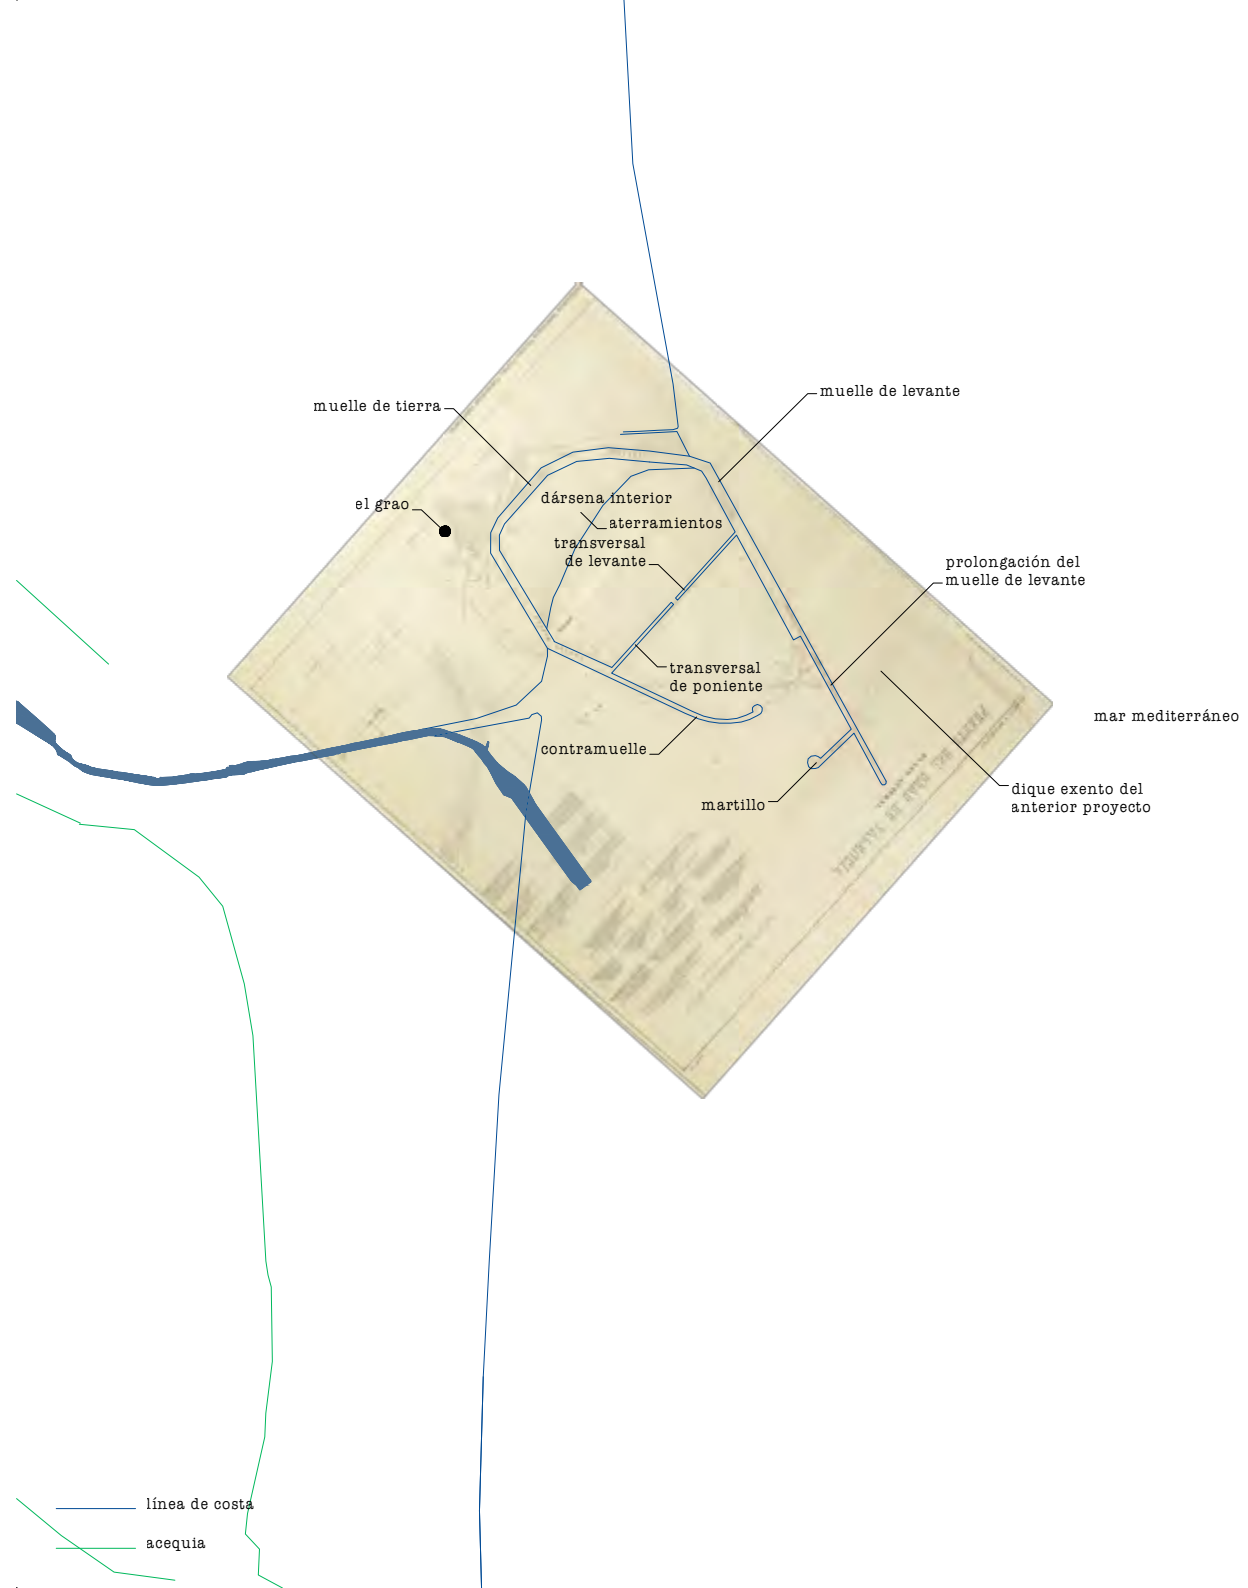 muelle de levante
muelle de tierra
dársena interior
el grao
aterramientos
transversal
de levante
prolongación del
muelle de levante
transversal
de poniente
mar mediterráneo
contramuelle
dique exento del
anterior proyecto
martillo
línea de costa
acequia